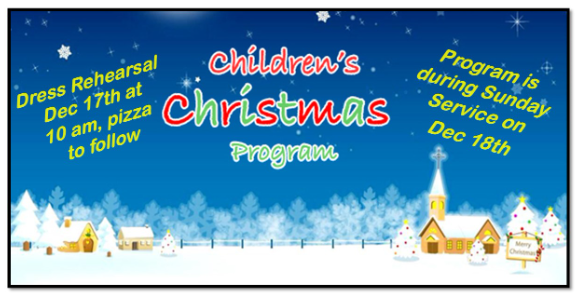 Children's
Christmas
Program
Dress Rehearsal
Dec 17th at
10 am, pizza
to follow
Program is
during Sunday
Service on
Dec 18th
Merry
Christmas